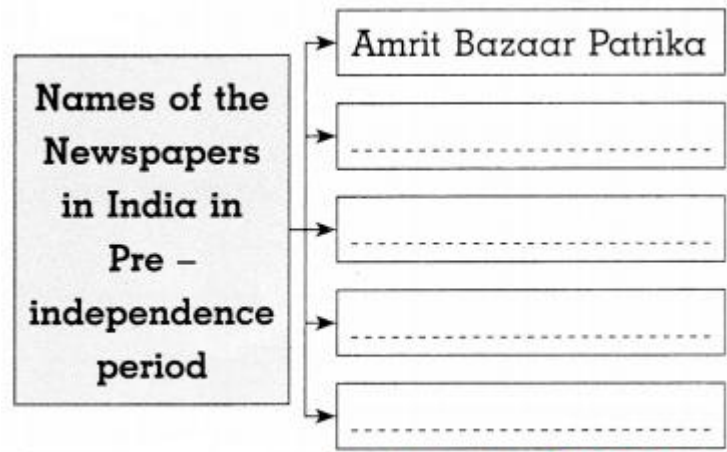 Names of the
Newspapers
in India in
Pre –
independence
period
Amrit Bazaar Patrika